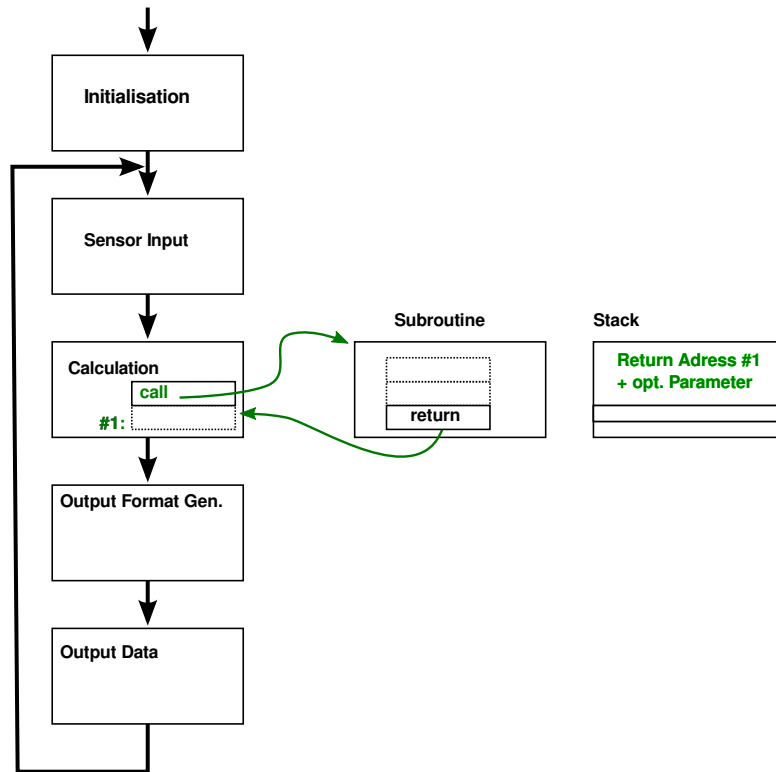 Initialisation
Sensor Input
Calculation
call
#1:
Subroutine
return
Stack
Return Adress #1
+ opt. Parameter
Output Format Gen.
Output Data